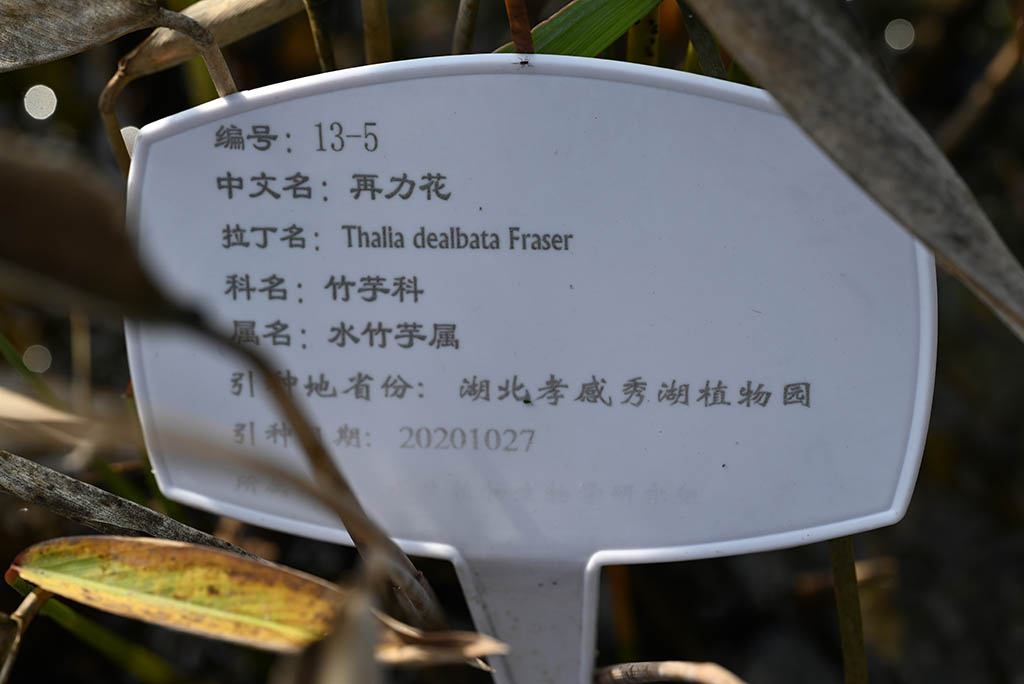 编号：13-5
中文名：再力花
拉丁名：Thalia dealbata Fraser
科名：竹芋科
属名：水竹芋属
引种地省份：湖北孝感秀湖植物园
引种日期：20201027